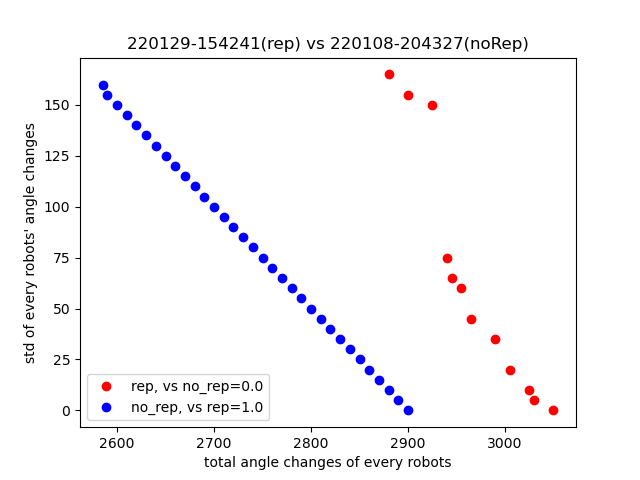 220129-154241(rep) vs 220108-204327(noRep)
std of every robots' angle changes
150
125
100
75
50
25
0
rep, vs no_rep=0.0
no_rep, vs rep=1.0
2600 2700 2800 2900 3000
total angle changes of every robots